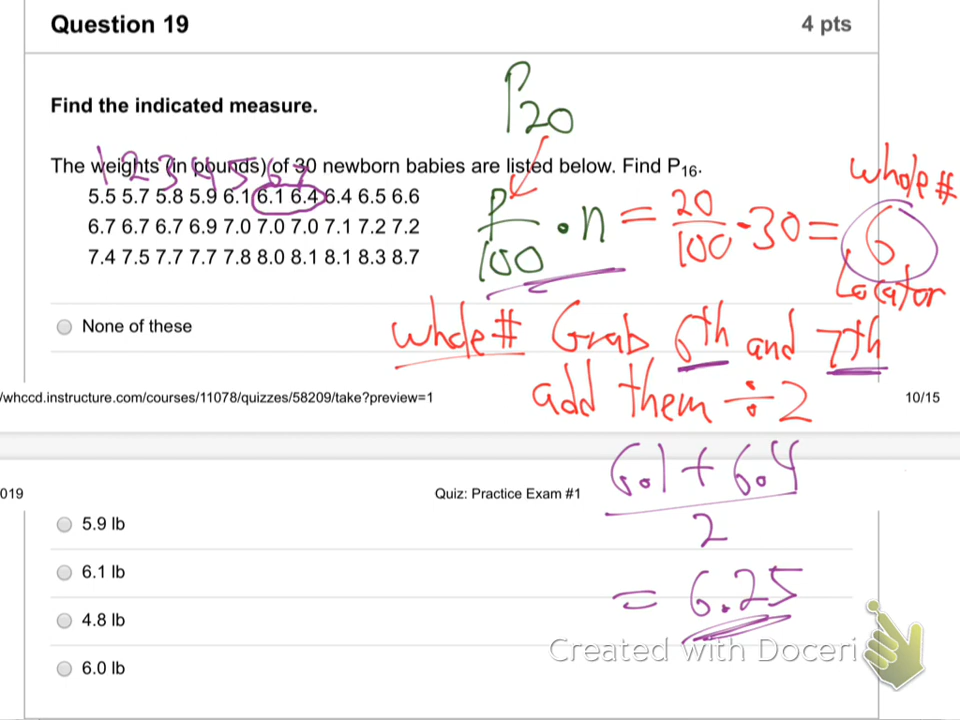 Question 19 4 pts
P20
Find the indicated measure.
1 2 3 4 5 6 7
The weights (in pounds) of 30 newborn babies are listed below. Find P16.
whole #
5.5 5.7 5.8 5.9 6.1 6.1 6.4 6.4 6.5 6.6
6.7 6.7 6.7 6.9 7.0 7.0 7.0 7.1 7.2 7.2
7.4 7.5 7.7 7.7 7.8 8.0 8.1 8.1 8.3 8.7
P/100 · n = 20/100 · 30 = 6
Locator
None of these
whole # Grab 6th and 7th
add them ÷ 2
/whccd.instructure.com/courses/11078/quizzes/58209/take?preview=1 10/15
6.1 + 6.4
2
= 6.25
019 Quiz: Practice Exam #1
5.9 lb
6.1 lb
4.8 lb
6.0 lb
Created with Doceri